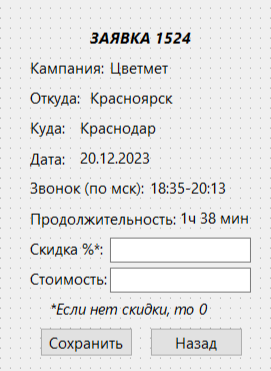 ЗАЯВКА 1524
Кампания: Цветмет
Откуда: Красноярск
Куда: Краснодар
Дата: 20.12.2023
Звонок (по мск): 18:35-20:13
Продолжительность: 1ч 38 мин
Скидка %*:
Стоимость:
*Если нет скидки, то 0
Сохранить Назад